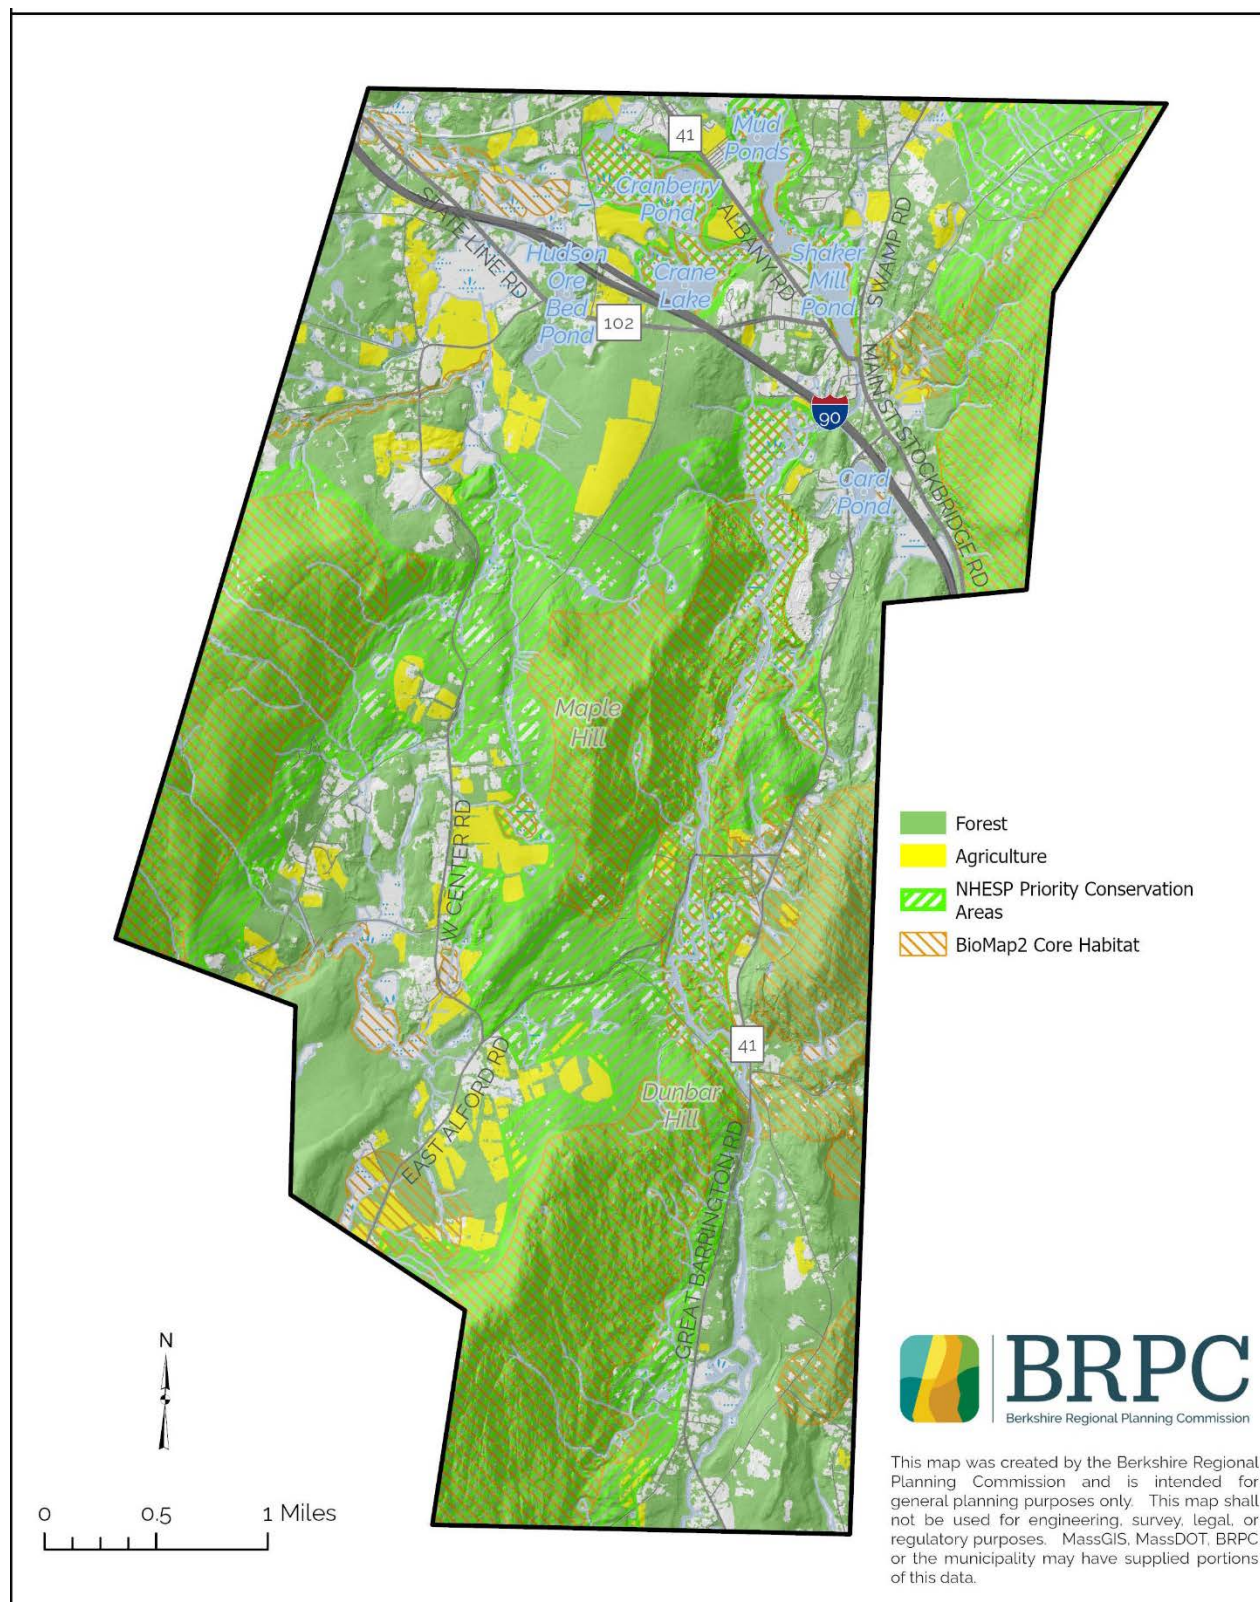 41
Mud
Ponds
Cranberry
Pond
STATE LINE RD
ALBANY RD
SWAMP RD
Hudson
Ore
Bed
Pond
Crane
Lake
Shaker
Mill
Pond
102
MAIN ST
STOCKBRIDGE RD
90
Card
Pond
Maple
Hill
W CENTER RD
41
EAST ALFORD RD
Dunbar
Hill
GREAT BARRINGTON RD
Forest
Agriculture
NHESP Priority Conservation
Areas
BioMap2 Core Habitat
N
0 0.5 1 Miles
BRPC
Berkshire Regional Planning Commission
This map was created by the Berkshire Regional
Planning Commission and is intended for
general planning purposes only. This map shall
not be used for engineering, survey, legal, or
regulatory purposes. MassGIS, MassDOT, BRPC
or the municipality may have supplied portions
of this data.